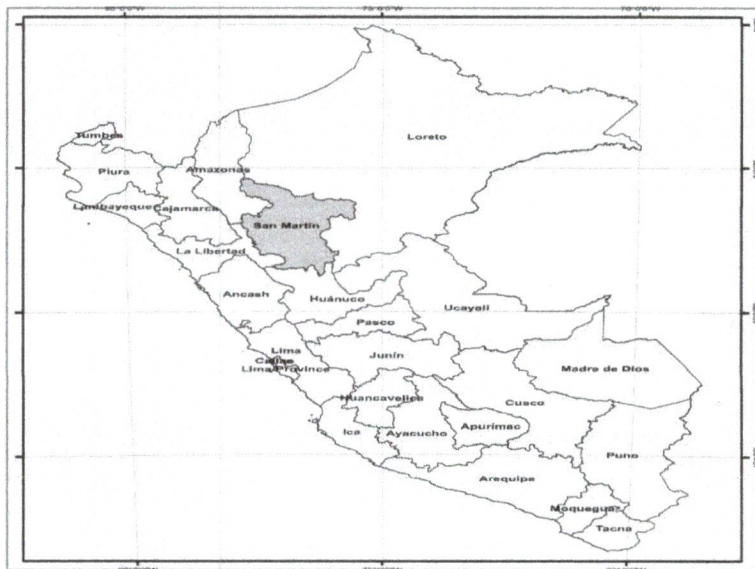 Loreto
Tumbes
Piura
Amazonas
Lambayeque
Cajamarca
San Martín
La Libertad
Ancash
Huánuco
Ucayali
Pasco
Lima
Junín
Callao
Lima Province
Madre de Dios
Huancavelica
Cusco
Ica
Ayacucho
Apurímac
Puno
Arequipa
Moquegua
Tacna